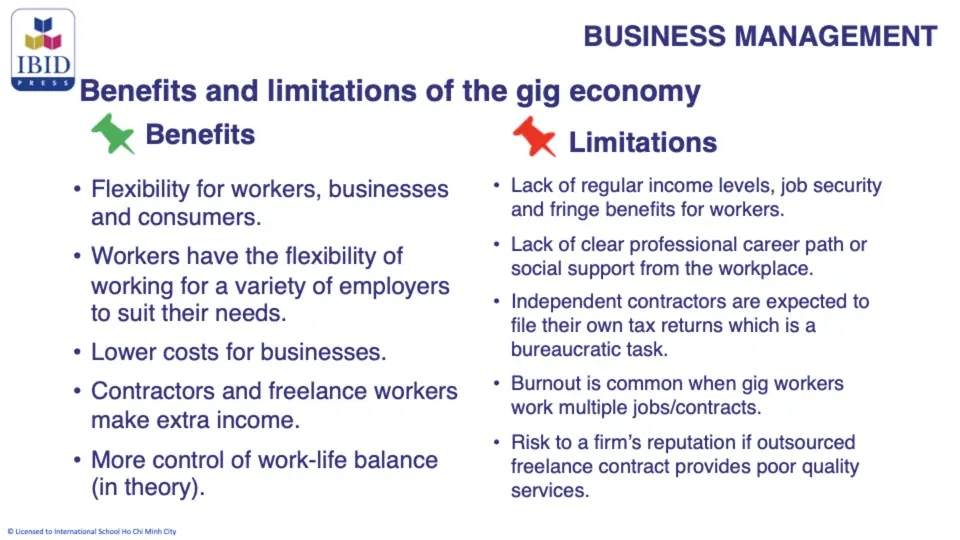 IBID
PRESS
BUSINESS MANAGEMENT
Benefits and limitations of the gig economy
Benefits
• Flexibility for workers, businesses
and consumers.
• Workers have the flexibility of
working for a variety of employers
to suit their needs.
• Lower costs for businesses.
• Contractors and freelance workers
make extra income.
• More control of work-life balance
(in theory).
Limitations
• Lack of regular income levels, job security
and fringe benefits for workers.
• Lack of clear professional career path or
social support from the workplace.
• Independent contractors are expected to
file their own tax returns which is a
bureaucratic task.
• Burnout is common when gig workers
work multiple jobs/contracts.
• Risk to a firm's reputation if outsourced
freelance contract provides poor quality
services.
© Licensed to International School Ho Chi Minh City